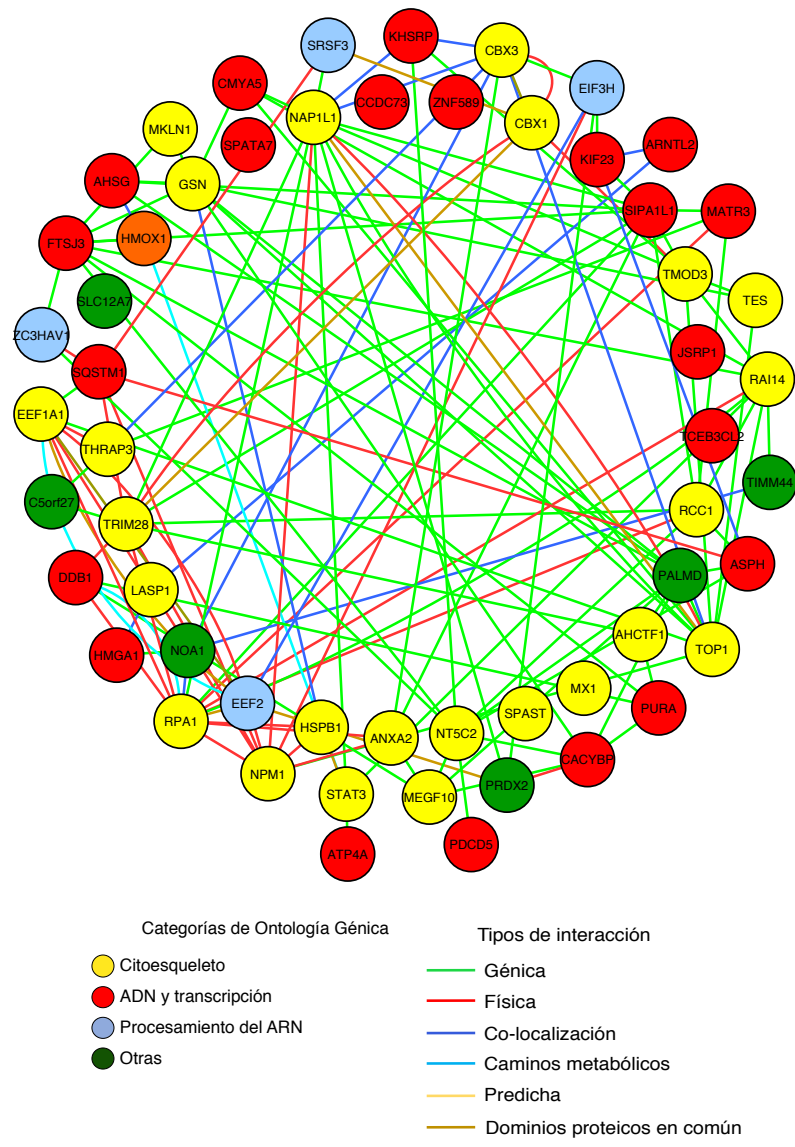 KHSRP
SRSF3
CBX3
CMYA5
EIF3H
CCDC73
ZNF589
NAP1L1
CBX1
MKLN1
SPATA7
KIF23
ARNTL2
AHSG
GSN
SIPA1L1
MATR3
FTSJ3
HMOX1
TMOD3
SLC12A7
TES
ZC3HAV1
JSRP1
SQSTM1
RAI14
EEF1A1
TCEB3CL2
THRAP3
TIMM44
C5orf27
TRIM28
RCC1
DDB1
LASP1
PALMD
ASPH
HMGA1
NOA1
AHCTF1
TOP1
EEF2
MX1
RPA1
HSPB1
ANXA2
NT5C2
SPAST
PURA
NPM1
CACYBP
STAT3
MEGF10
PRDX2
ATP4A
PDCD5
Categorías de Ontología Génica
Citoesqueleto
ADN y transcripción
Procesamiento del ARN
Otras
Tipos de interacción
Génica
Física
Co-localización
Caminos metabólicos
Predicha
Dominios proteicos en común